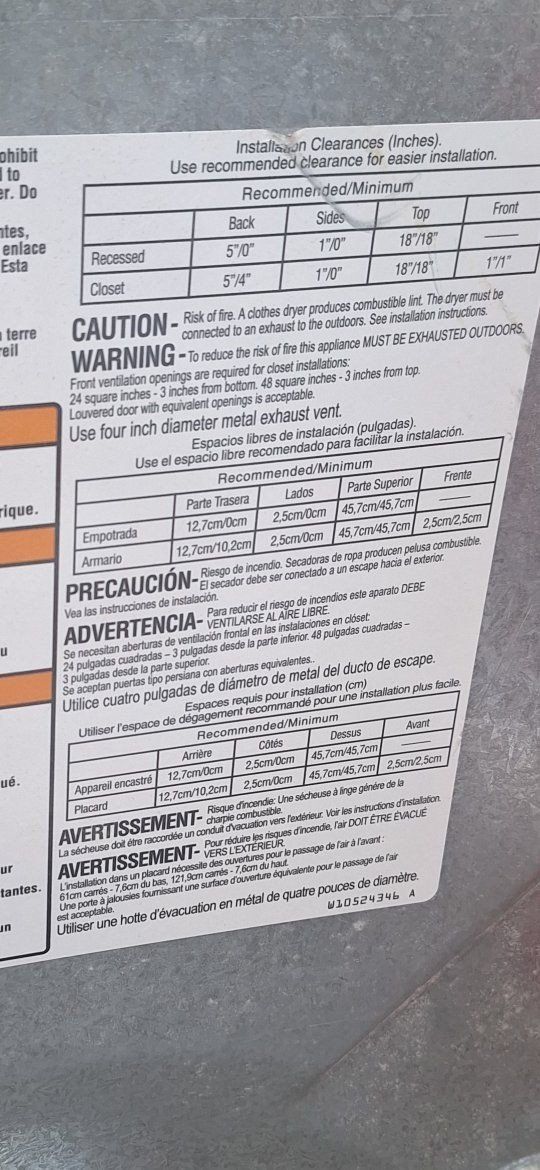 ohibit
to
er. Do
ntes,
enlace
Esta
terre
reil
rique.
u
ué.
ur
tantes.
un
Installation Clearances (Inches).
Use recommended clearance for easier installation.
Recommended/Minimum
Back Sides Top Front
Recessed 5"/0" 1"/0" 18"/18" ——
Closet 5"/4" 1"/0" 18"/18" 1"/1"
CAUTION - Risk of fire. A clothes dryer produces combustible lint. The dryer must be
connected to an exhaust to the outdoors. See installation instructions.
WARNING - To reduce the risk of fire this appliance MUST BE EXHAUSTED OUTDOORS.
Front ventilation openings are required for closet installations:
24 square inches - 3 inches from bottom. 48 square inches - 3 inches from top.
Louvered door with equivalent openings is acceptable.
Use four inch diameter metal exhaust vent.
Espacios libres de instalación (pulgadas).
Use el espacio libre recomendado para facilitar la instalación.
Recommended/Minimum
Parte Trasera Lados Parte Superior Frente
Empotrada 12,7cm/0cm 2,5cm/0cm 45,7cm/45,7cm ——
Armario 12,7cm/10,2cm 2,5cm/0cm 45,7cm/45,7cm 2,5cm/2,5cm
PRECAUCIÓN- Riesgo de incendio. Secadoras de ropa producen pelusa combustible.
El secador debe ser conectado a un escape hacia el exterior.
Vea las instrucciones de instalación.
ADVERTENCIA- Para reducir el riesgo de incendios este aparato DEBE
VENTILARSE AL AIRE LIBRE.
Se necesitan aberturas de ventilación frontal en las instalaciones en clóset:
24 pulgadas cuadradas – 3 pulgadas desde la parte inferior. 48 pulgadas cuadradas –
3 pulgadas desde la parte superior.
Se aceptan puertas tipo persiana con aberturas equivalentes..
Utilice cuatro pulgadas de diámetro de metal del ducto de escape.
Espaces requis pour installation (cm)
Utiliser l'espace de dégagement recommandé pour une installation plus facile.
Recommended/Minimum
Arrière Côtés Dessus Avant
Appareil encastré 12,7cm/0cm 2,5cm/0cm 45,7cm/45,7cm ——
Placard 12,7cm/10,2cm 2,5cm/0cm 45,7cm/45,7cm 2,5cm/2,5cm
AVERTISSEMENT- Risque d'incendie: Une sécheuse à linge génére de la
charpie combustible.
La sécheuse doit être raccordée un conduit d'vacuation vers l'extérieur. Voir les instructions d'installation.
AVERTISSEMENT- Pour réduire les risques d'incendie, l'air DOIT ÊTRE ÉVACUÉ
VERS L'EXTÉRIEUR.
L'installation dans un placard nécessite des ouvertures pour le passage de l'air à l'avant :
61cm carrés - 7,6cm du bas, 121,9cm carrés - 7,6cm du haut.
Une porte à jalousies fournissant une surface d'ouverture équivalente pour le passage de l'air
est acceptable.
Utiliser une hotte d'évacuation en métal de quatre pouces de diamètre.
W10524346 A